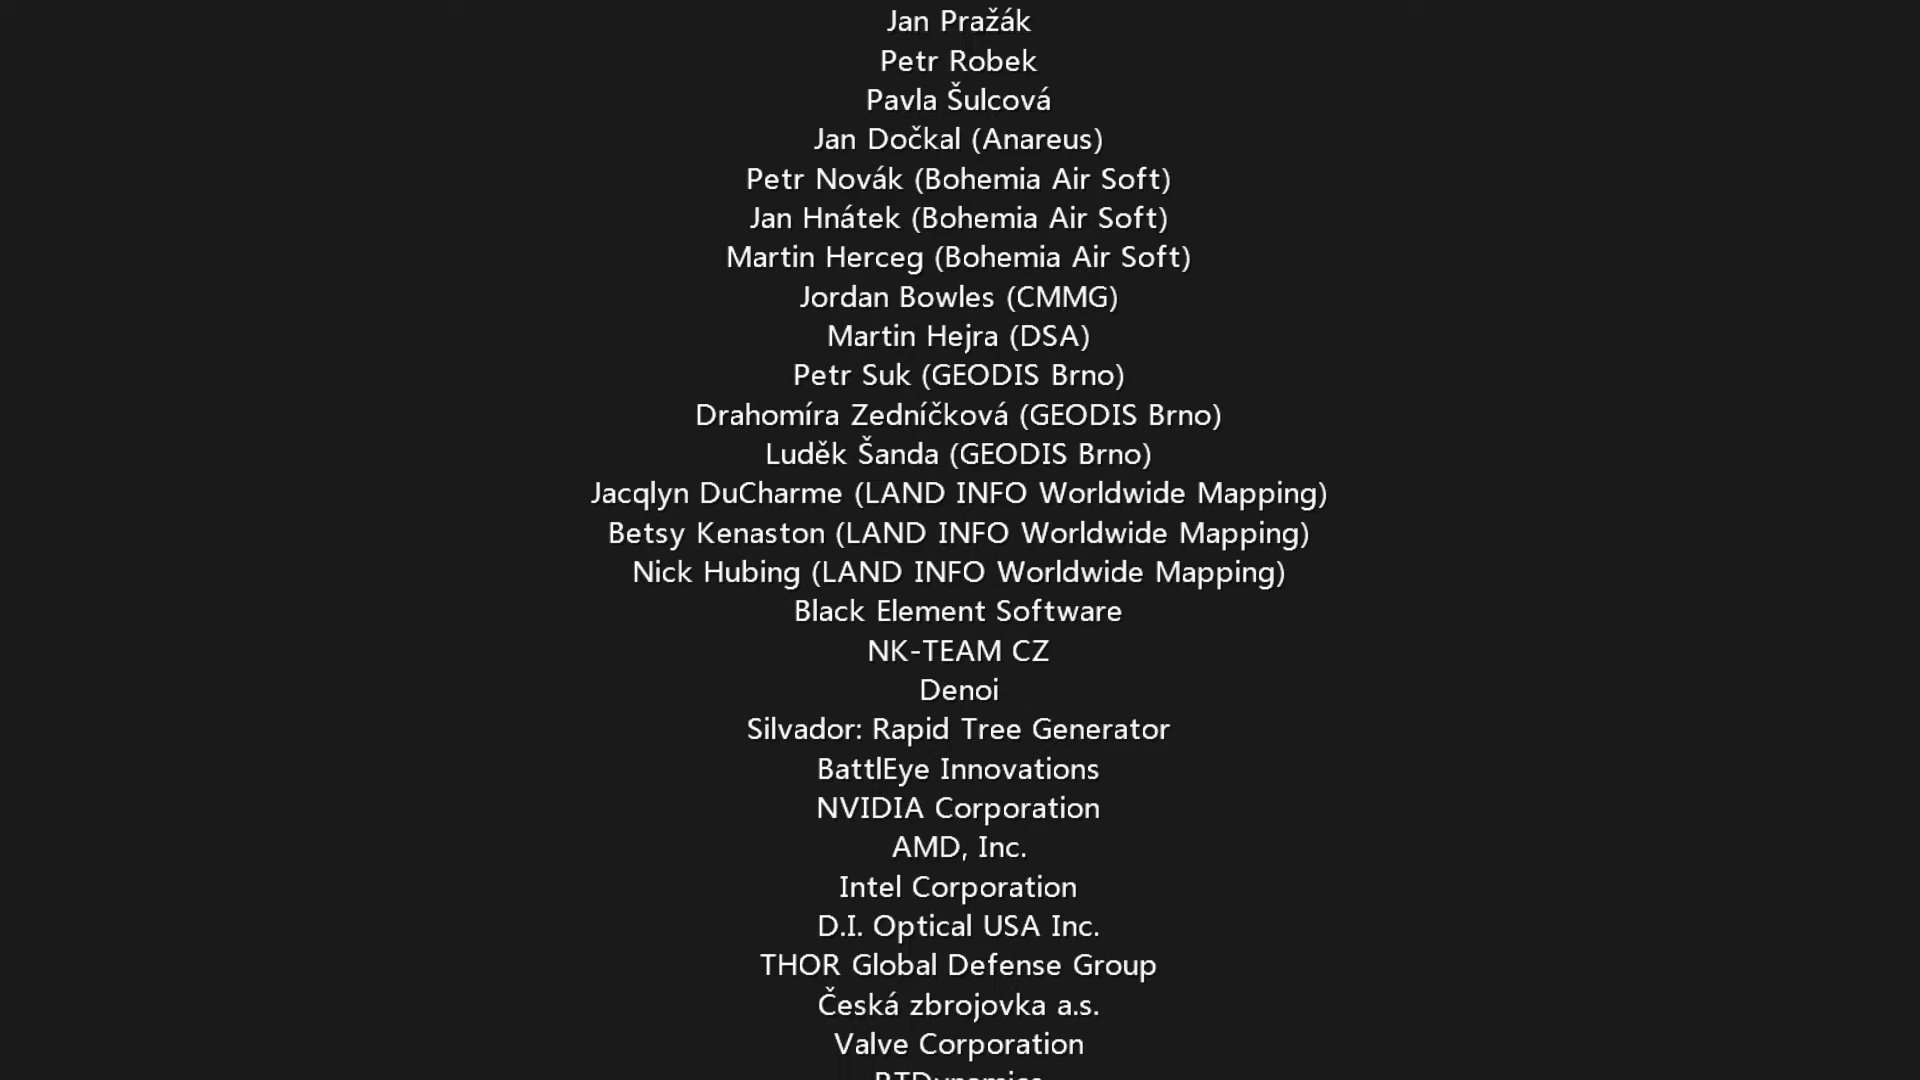 Jan Pražák
Petr Robek
Pavla Šulcová
Jan Dočkal (Anareus)
Petr Novák (Bohemia Air Soft)
Jan Hnátek (Bohemia Air Soft)
Martin Herceg (Bohemia Air Soft)
Jordan Bowles (CMMG)
Martin Hejra (DSA)
Petr Suk (GEODIS Brno)
Drahomíra Zedníčková (GEODIS Brno)
Luděk Šanda (GEODIS Brno)
Jacqlyn DuCharme (LAND INFO Worldwide Mapping)
Betsy Kenaston (LAND INFO Worldwide Mapping)
Nick Hubing (LAND INFO Worldwide Mapping)
Black Element Software
NK-TEAM CZ
Denoi
Silvador: Rapid Tree Generator
BattlEye Innovations
NVIDIA Corporation
AMD, Inc.
Intel Corporation
D.I. Optical USA Inc.
THOR Global Defense Group
Česká zbrojovka a.s.
Valve Corporation